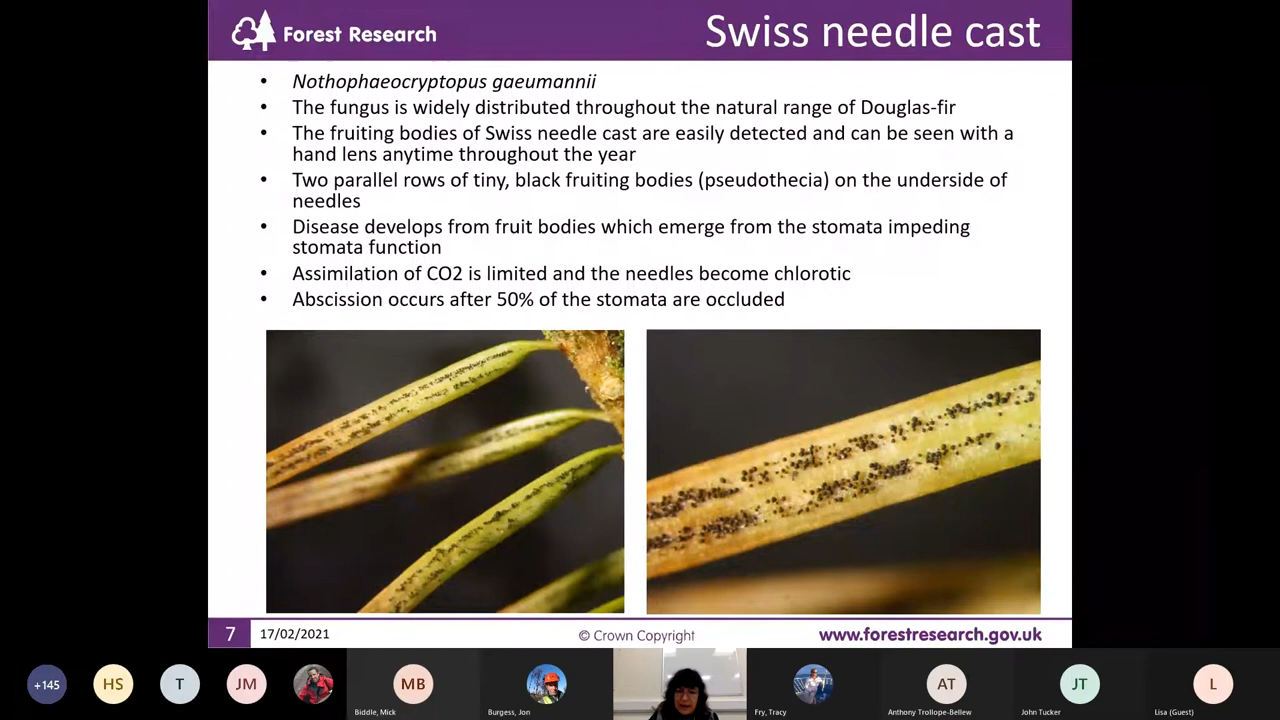 Forest Research
Swiss needle cast
• Nothophaeocryptopus gaeumannii
• The fungus is widely distributed throughout the natural range of Douglas-fir
• The fruiting bodies of Swiss needle cast are easily detected and can be seen with a
hand lens anytime throughout the year
• Two parallel rows of tiny, black fruiting bodies (pseudothecia) on the underside of
needles
• Disease develops from fruit bodies which emerge from the stomata impeding
stomata function
• Assimilation of CO2 is limited and the needles become chlorotic
• Abscission occurs after 50% of the stomata are occluded
7
17/02/2021
© Crown Copyright
www.forestresearch.gov.uk
+145
HS
T
JM
MB
AT
JT
L
Biddle, Mick
Burgess, Jon
Fry, Tracy
Anthony Trollope-Bellew
John Tucker
Lisa (Guest)